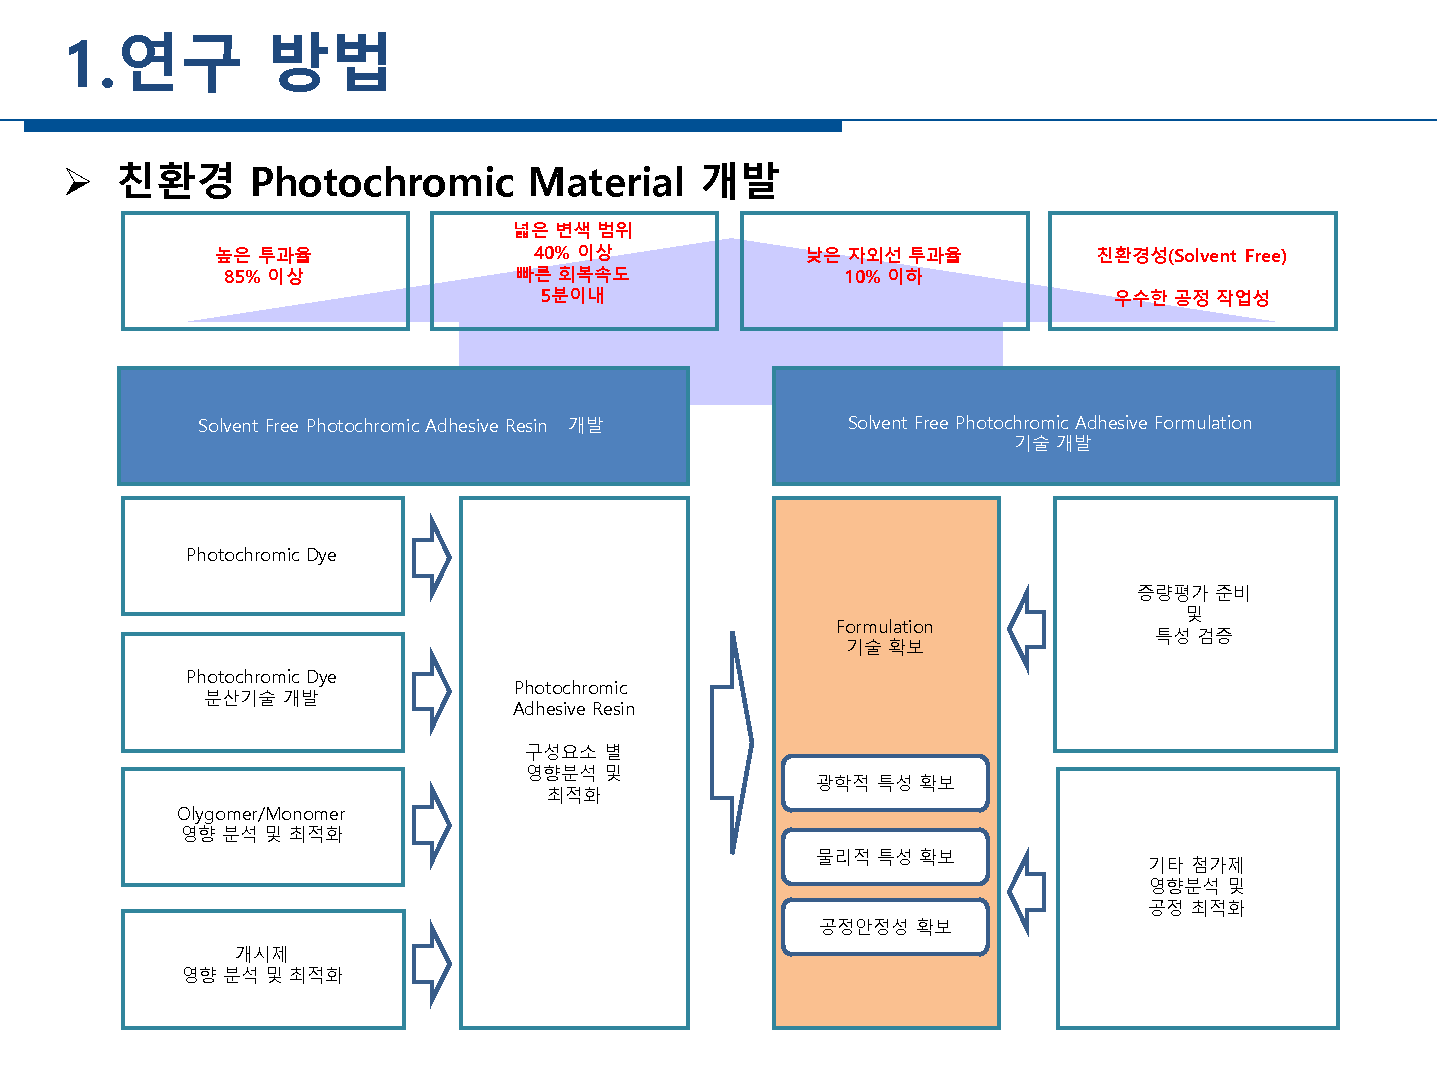 1.연구 방법
➢ 친환경 Photochromic Material 개발
높은 투과율
85% 이상
넓은 변색 범위
40% 이상
빠른 회복속도
5분이내
낮은 자외선 투과율
10% 이하
친환경성(Solvent Free)
우수한 공정 작업성
Solvent Free Photochromic Adhesive Resin 개발
Solvent Free Photochromic Adhesive Formulation
기술 개발
Photochromic Dye
Photochromic Dye
분산기술 개발
Olygomer/Monomer
영향 분석 및 최적화
개시제
영향 분석 및 최적화
Photochromic
Adhesive Resin
구성요소 별
영향분석 및
최적화
Formulation
기술 확보
광학적 특성 확보
물리적 특성 확보
공정안정성 확보
증량평가 준비
및
특성 검증
기타 첨가제
영향분석 및
공정 최적화